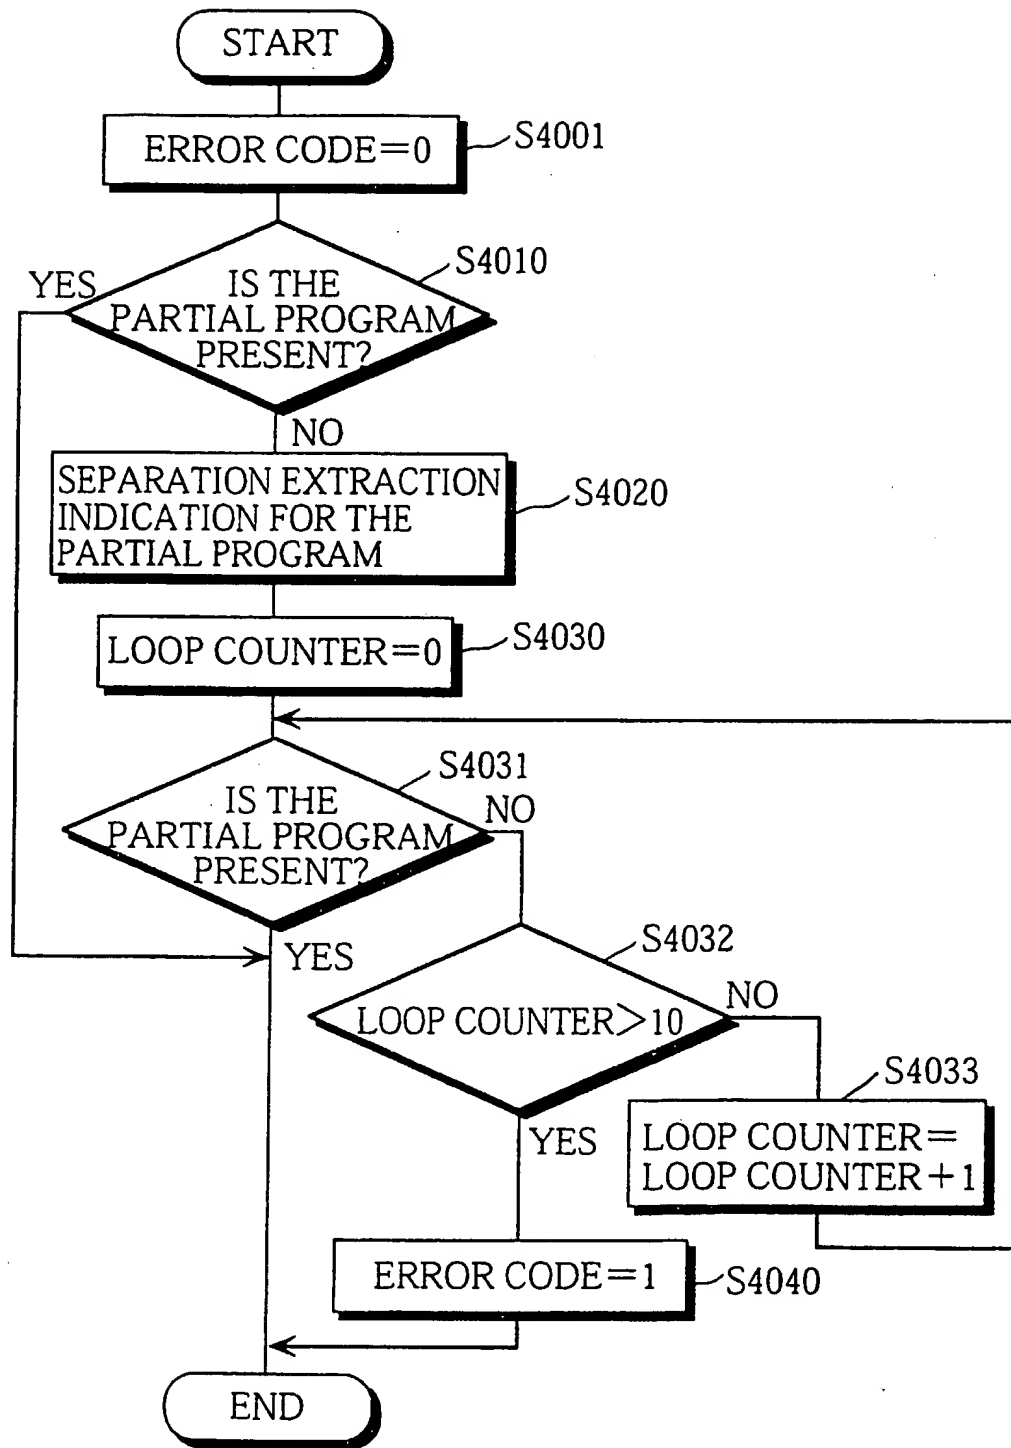 START
ERROR CODE=0
S4001
S4010
YES
IS THE
PARTIAL PROGRAM
PRESENT?
NO
SEPARATION EXTRACTION
INDICATION FOR THE
PARTIAL PROGRAM
S4020
LOOP COUNTER=0
S4030
S4031
IS THE
PARTIAL PROGRAM
PRESENT?
NO
YES
S4032
LOOP COUNTER>10
NO
S4033
YES
LOOP COUNTER=
LOOP COUNTER+1
ERROR CODE=1
S4040
END